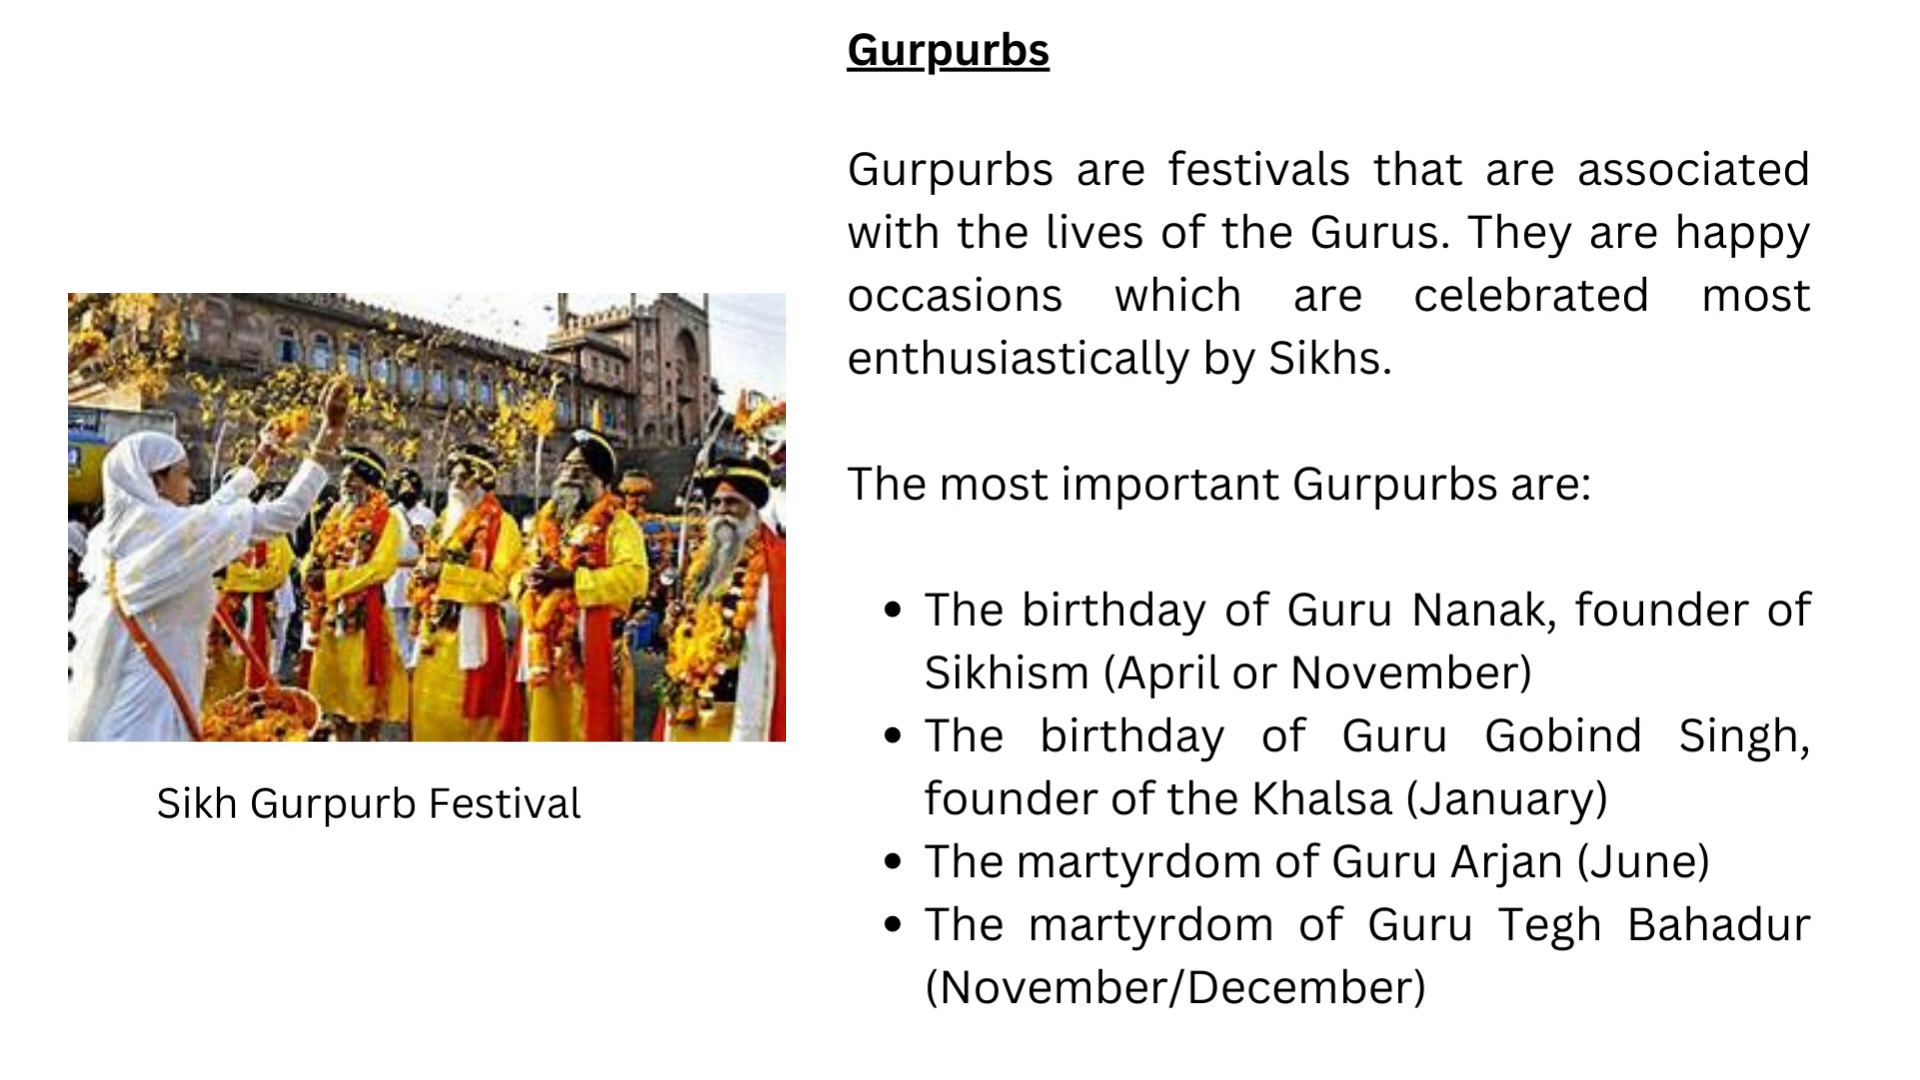 Gurpurbs
Gurpurbs are festivals that are associated
with the lives of the Gurus. They are happy
occasions which are celebrated most
enthusiastically by Sikhs.
The most important Gurpurbs are:
• The birthday of Guru Nanak, founder of
Sikhism (April or November)
• The birthday of Guru Gobind Singh,
founder of the Khalsa (January)
• The martyrdom of Guru Arjan (June)
• The martyrdom of Guru Tegh Bahadur
(November/December)
Sikh Gurpurb Festival